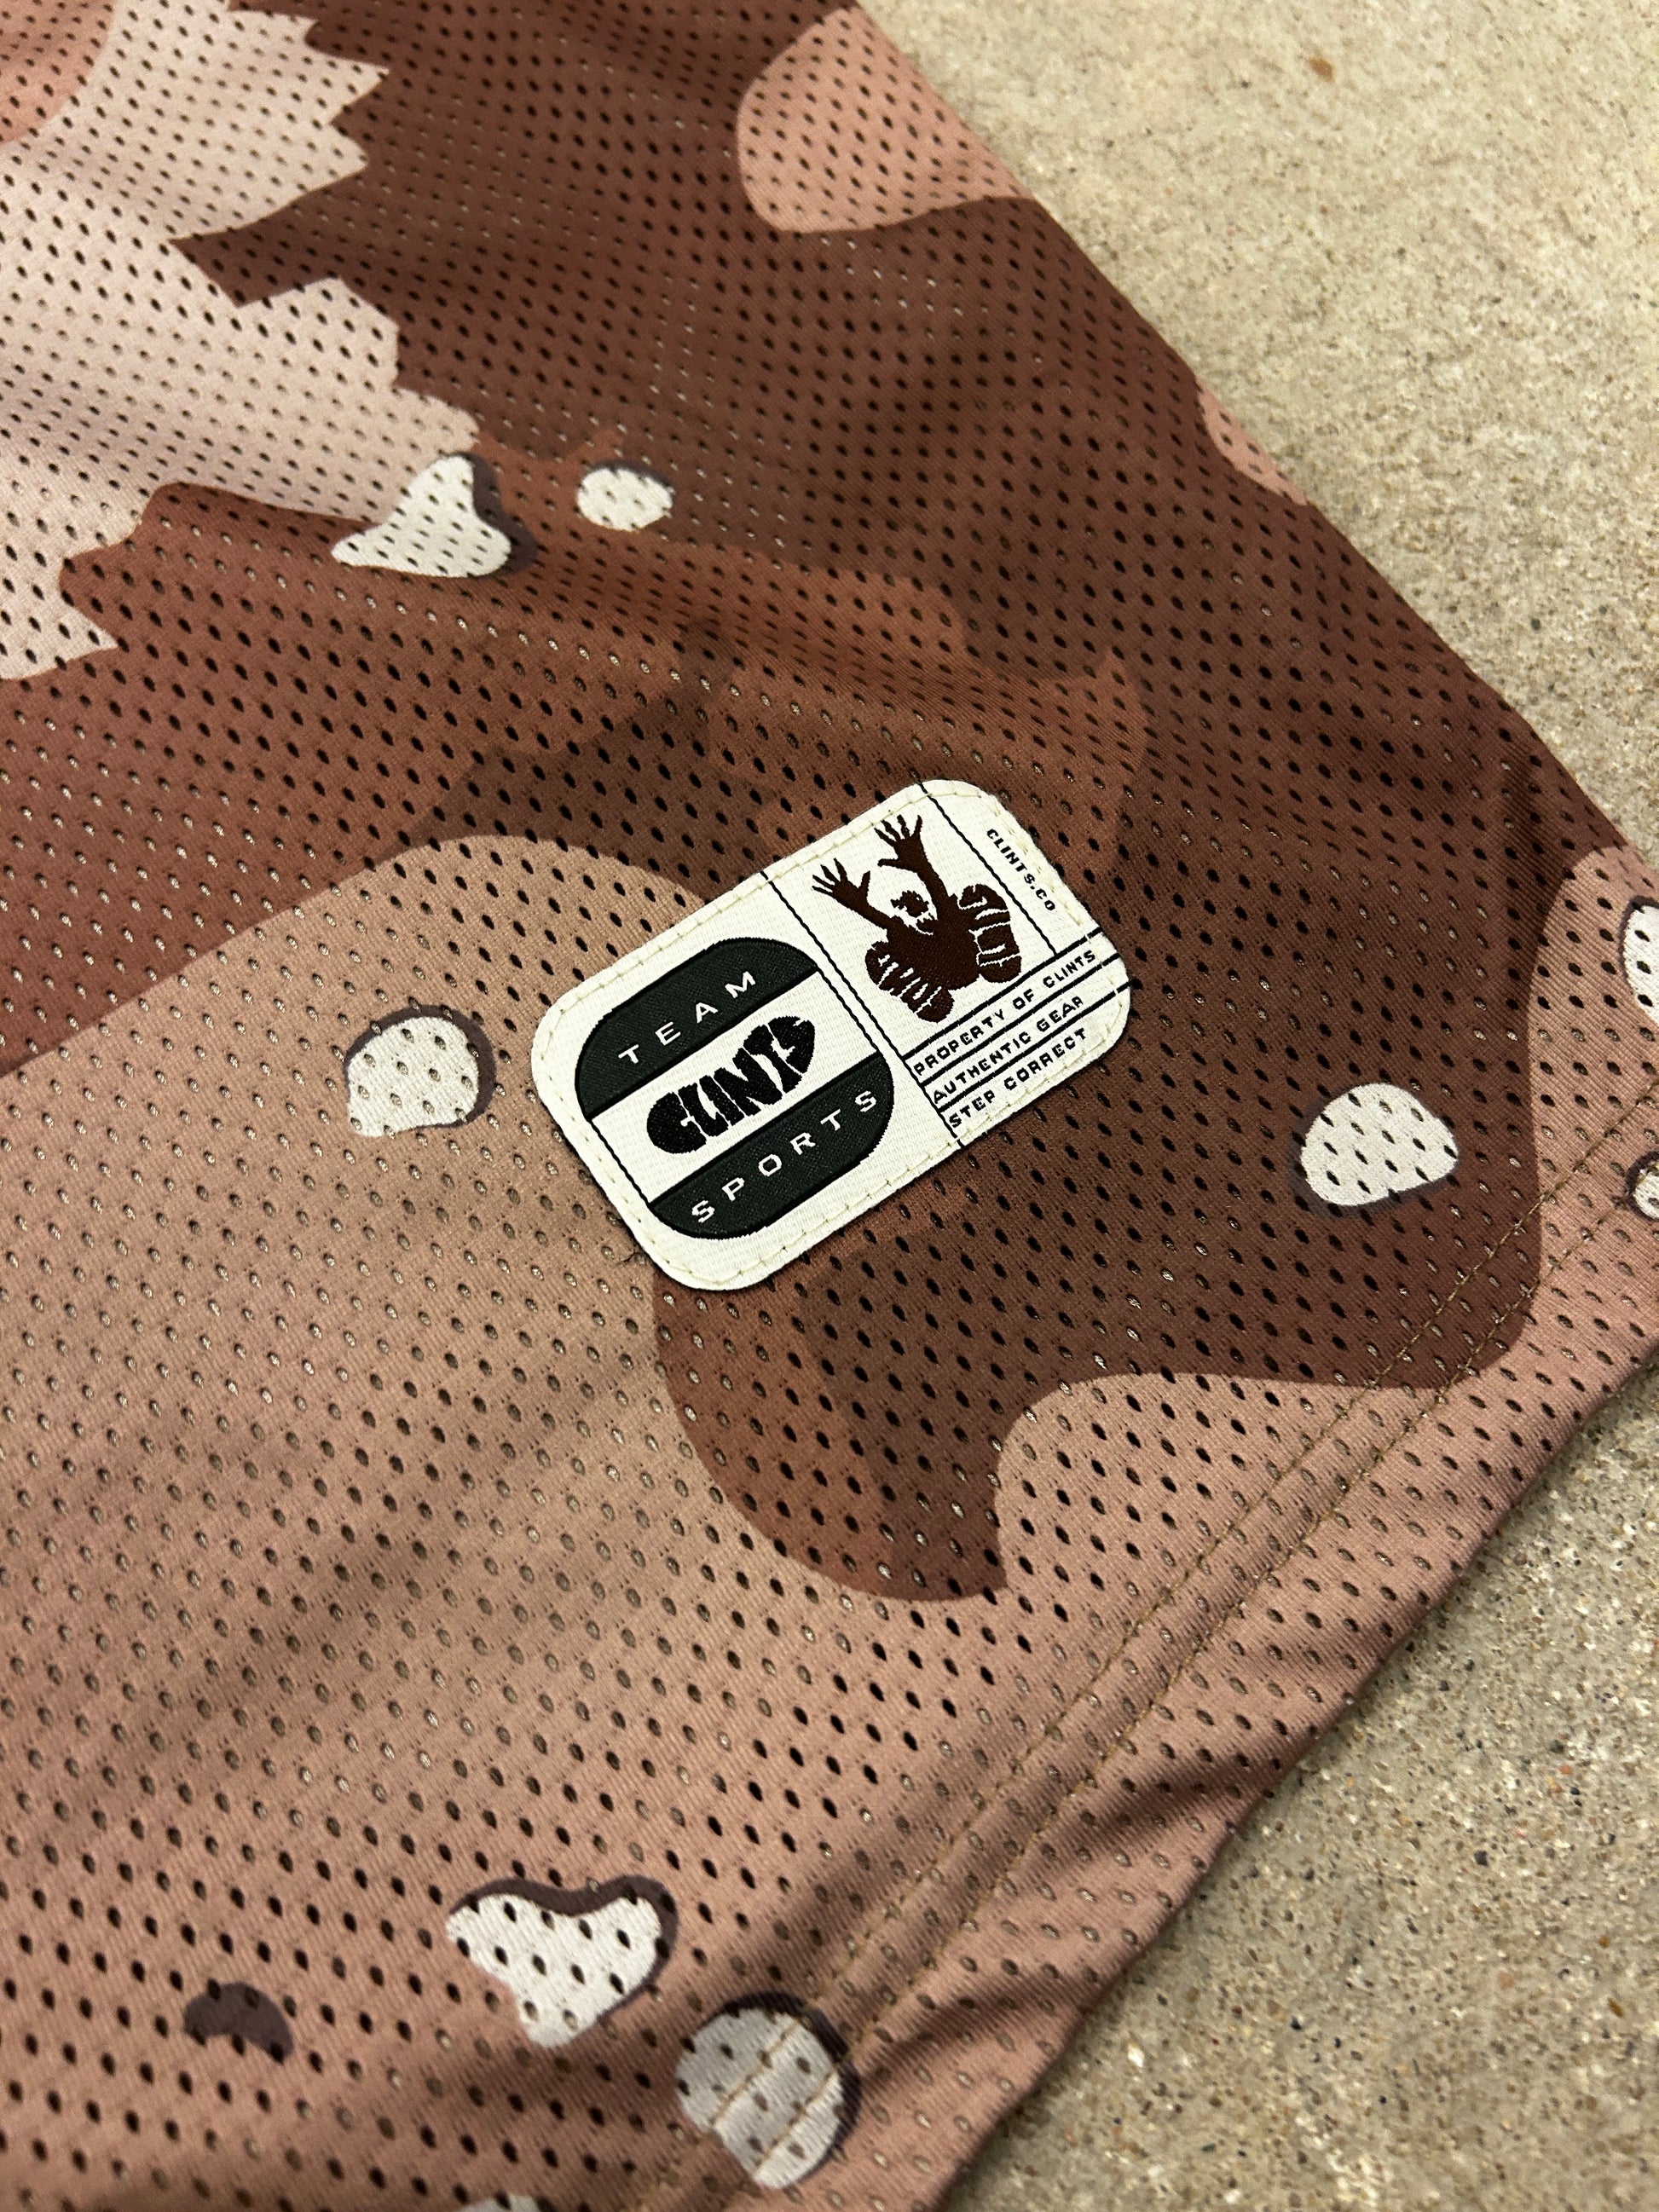 TEAM
CLINTS
SPORTS
CLINTS.CO
PROPERTY OF CLINTS
AUTHENTIC GEAR
STEP CORRECT